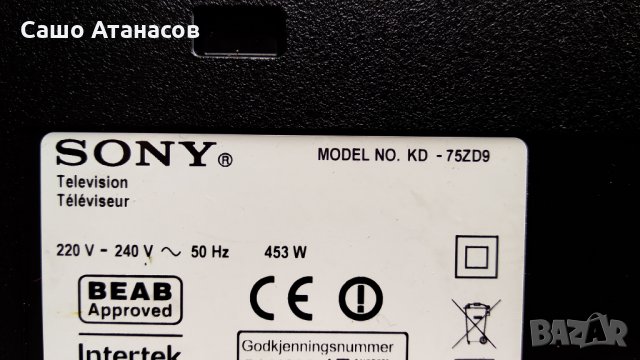 Сашо Атанасов
SONY®
MODEL NO. KD - 75ZD9
Television
Téléviseur
220 V - 240 V ~ 50 Hz 453 W
BEAB
Approved
CE
Intertek
Godkjenningsnummer
BAZAR